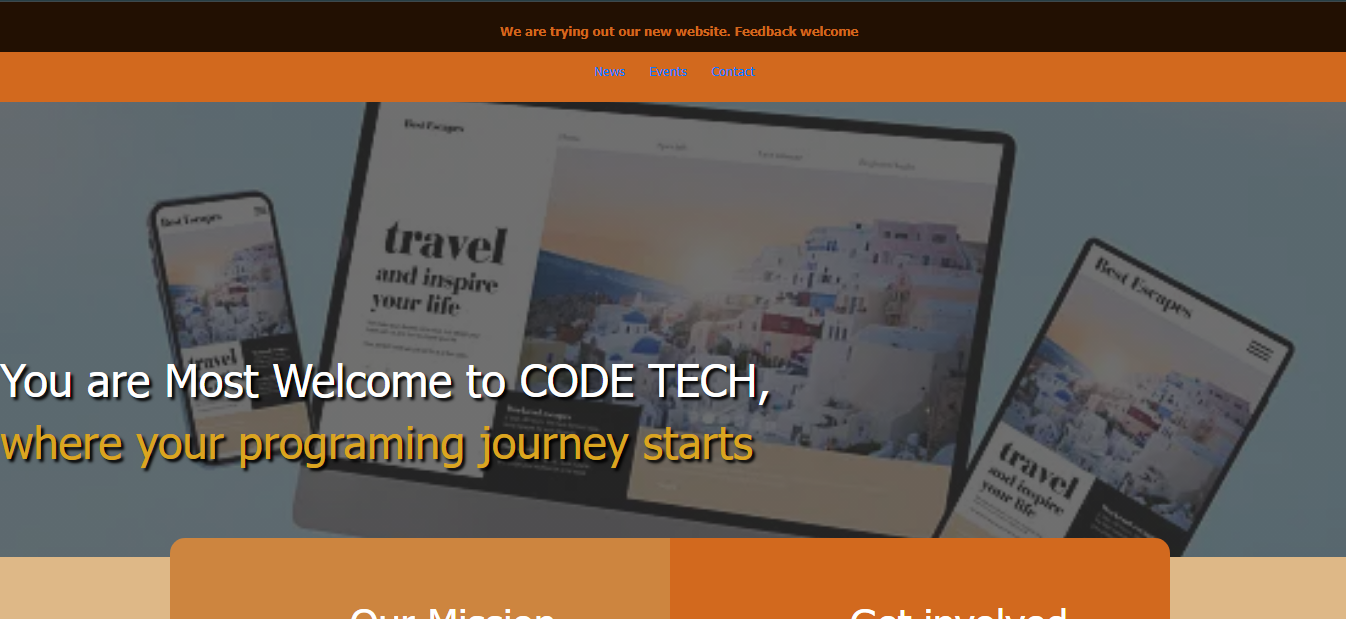 We are trying out our new website. Feedback welcome
News Events Contact
Best Escapes
travel
and inspire
your life
Best Escapes
travel
Best Escapes
travel
and inspire
your life
You are Most Welcome to CODE TECH,
where your programing journey starts
Our Mission
Get involved